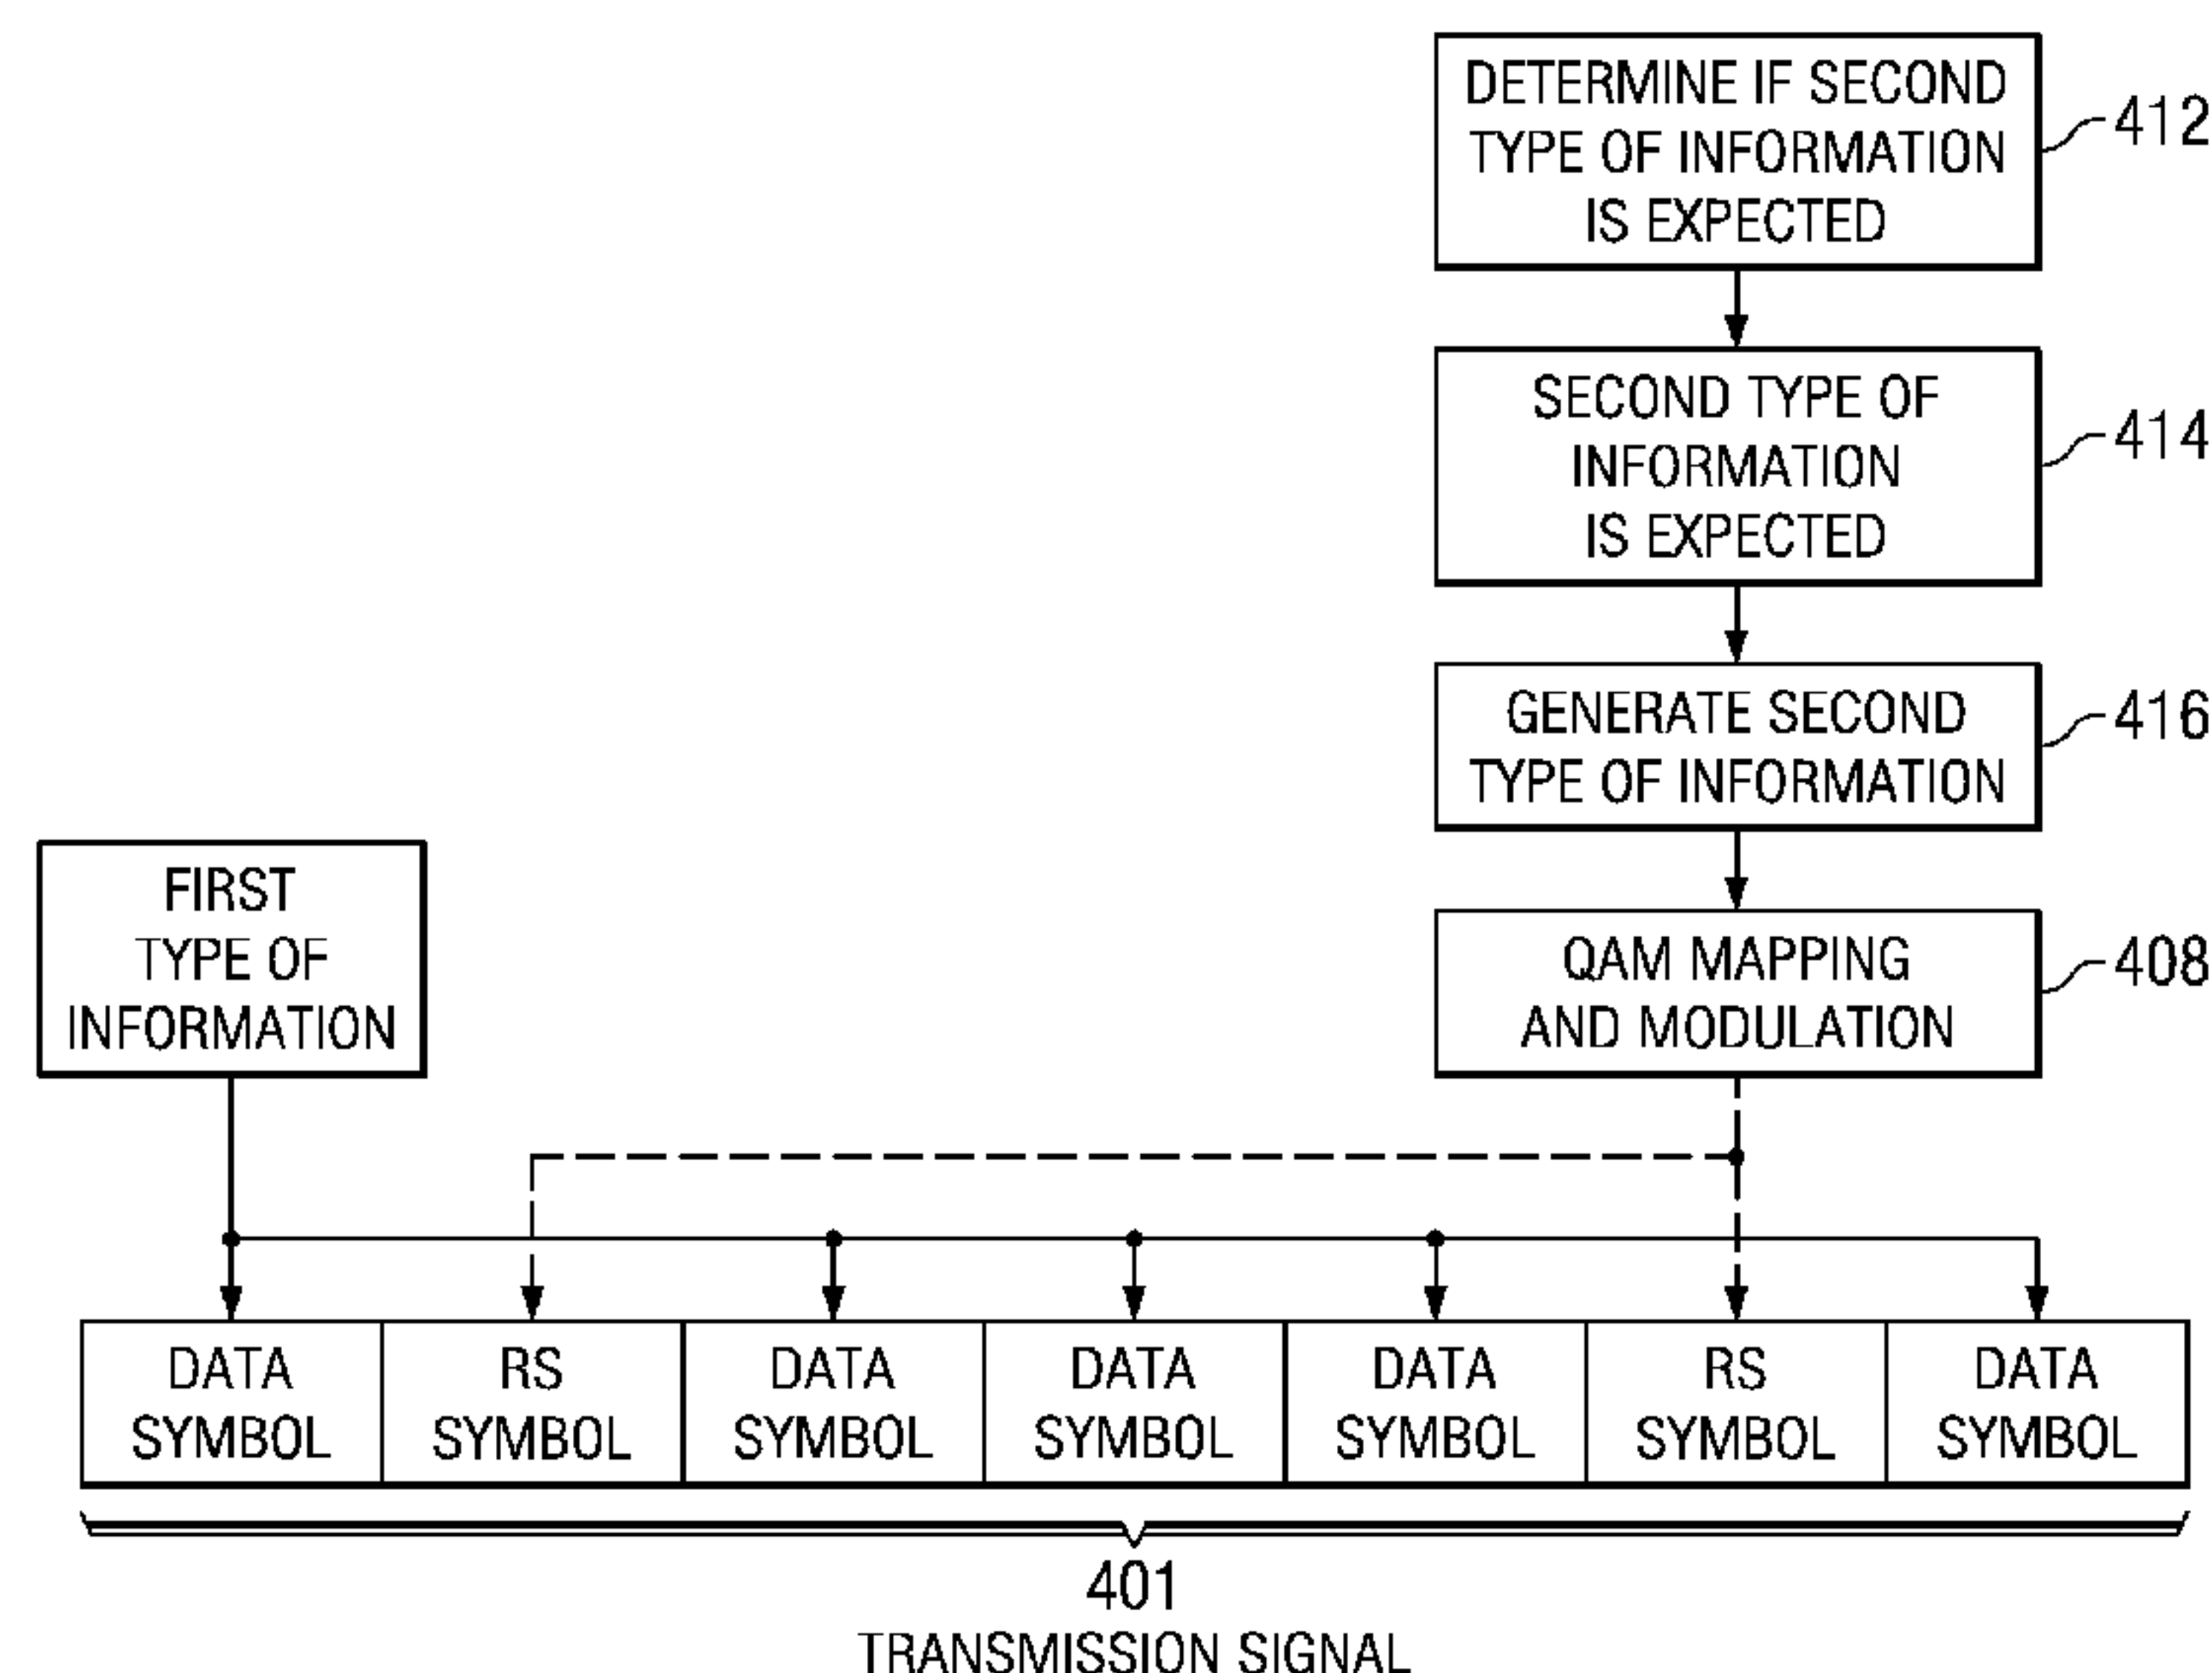 DETERMINE IF SECOND
TYPE OF INFORMATION
IS EXPECTED
412
SECOND TYPE OF
INFORMATION
IS EXPECTED
414
GENERATE SECOND
TYPE OF INFORMATION
416
FIRST
TYPE OF
INFORMATION
QAM MAPPING
AND MODULATION
408
DATA
SYMBOL
RS
SYMBOL
DATA
SYMBOL
DATA
SYMBOL
DATA
SYMBOL
RS
SYMBOL
DATA
SYMBOL
401
TRANSMISSION SIGNAL